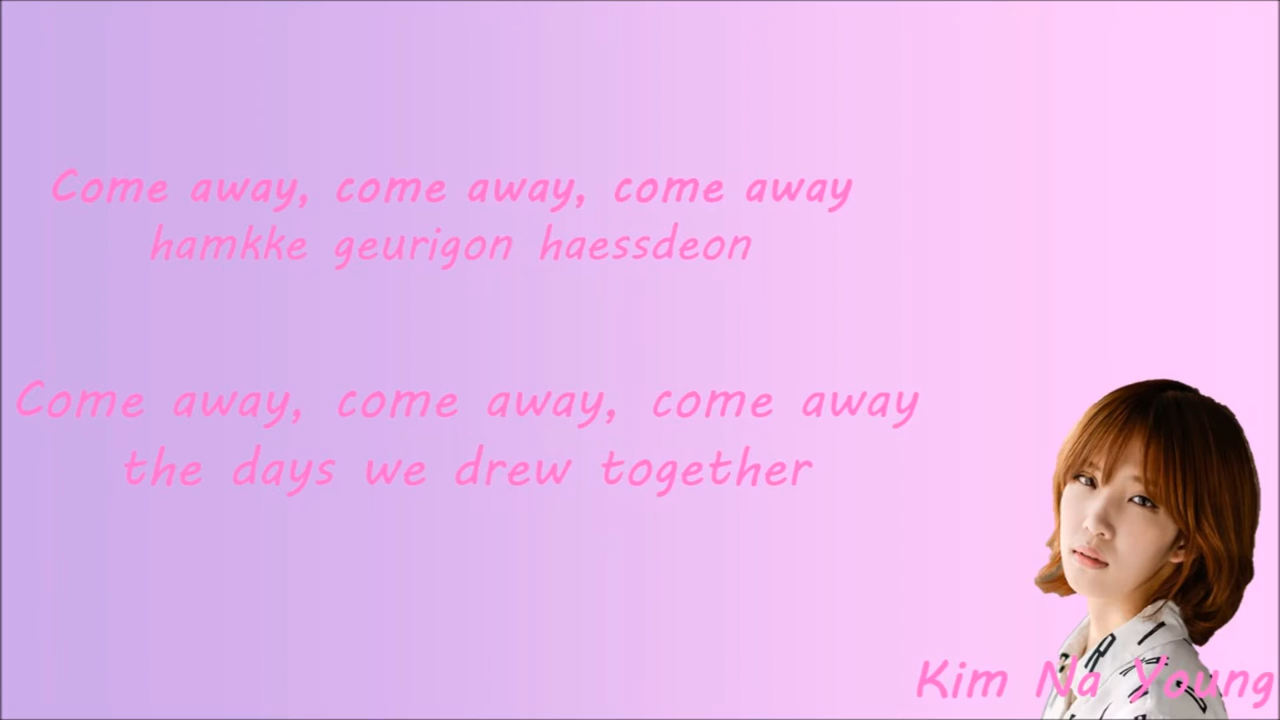 Come away, come away, come away
hamkke geurigon haessdeon
Come away, come away, come away
the days we drew together
Kim Na Young